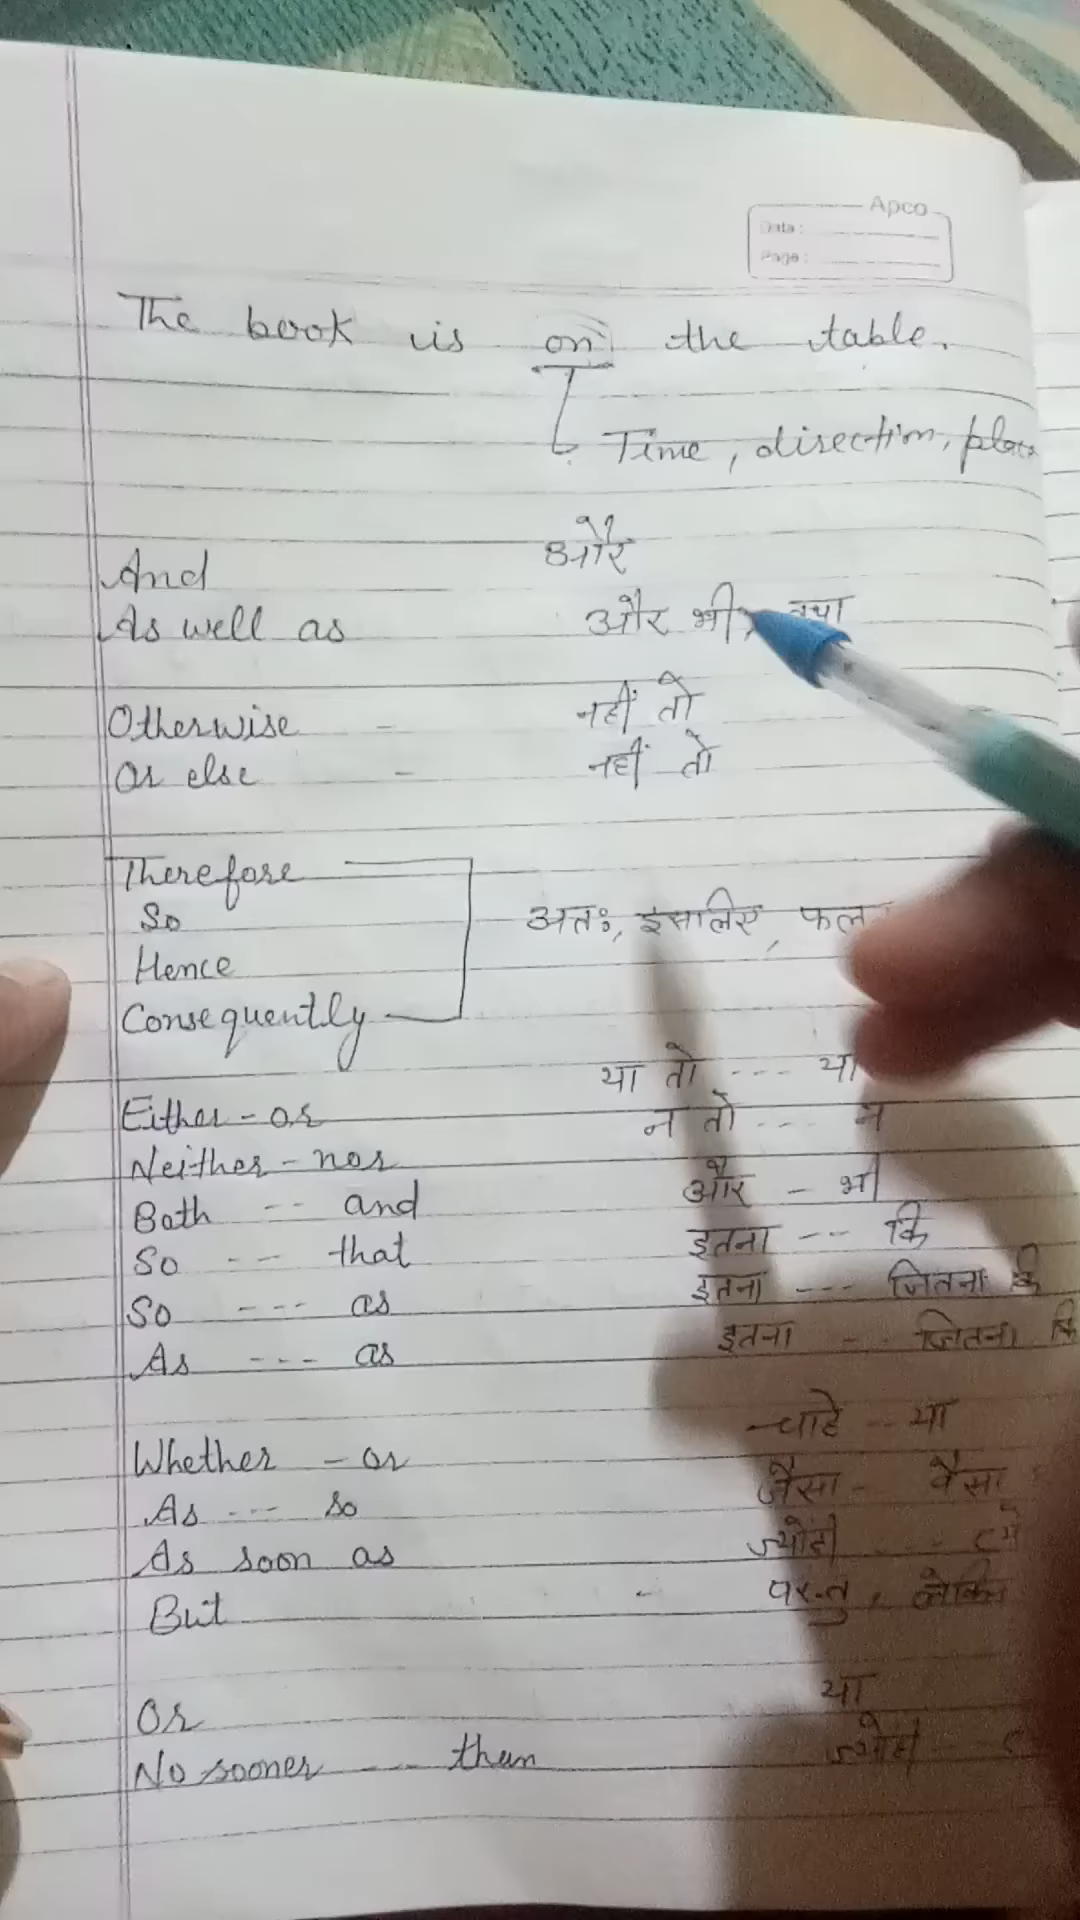 Apco
Date :
Page :
The book is on the table.
Time, direction, place
And और
As well as और भी, तथा
Otherwise - नहीं तो
Or else - नहीं तो
Therefore
So अतः, इसलिए,
Hence
Consequently
Either - or या तो --- या
Neither - nor न तो --- न
Both -- and और - भी
So --- that इतना --- कि
So --- as इतना --- जितना कि
As --- as इतना -- जितना कि
Whether - or चाहे -- या
As --- so जैसा - वैसा
As soon as ज्योंही ---
But - परन्तु, लेकिन
Or या
No sooner --- than ज्योंही --